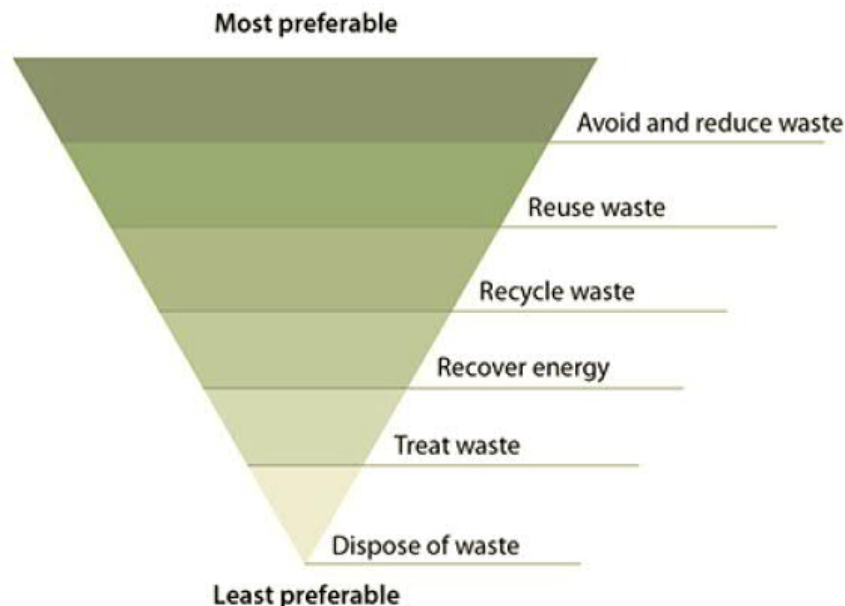 Most preferable
Avoid and reduce waste
Reuse waste
Recycle waste
Recover energy
Treat waste
Dispose of waste
Least preferable